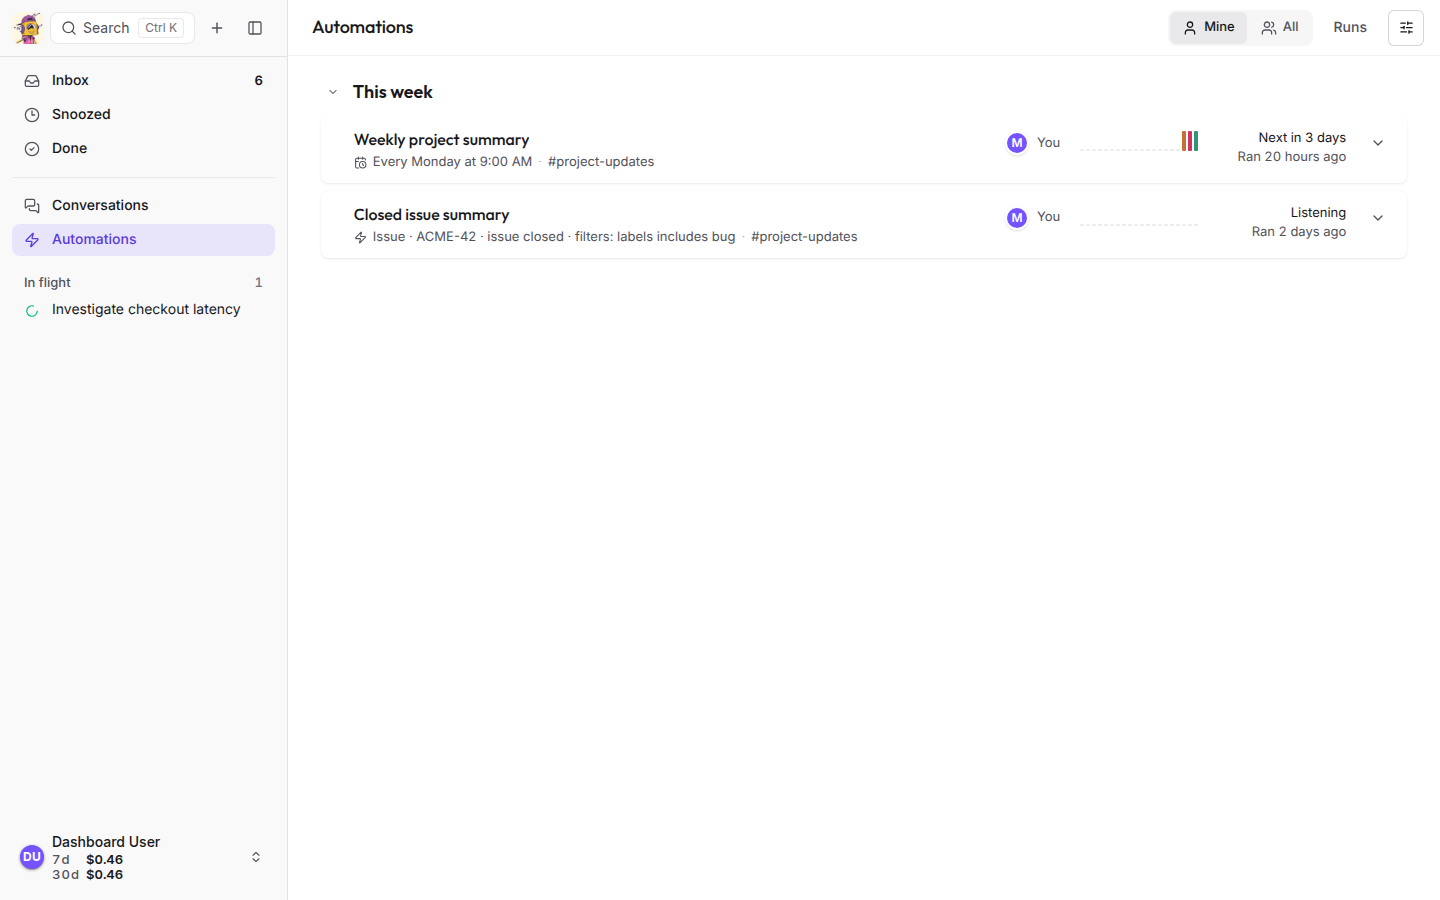 Search Ctrl K
Inbox 6
Snoozed
Done
Conversations
Automations
In flight 1
Investigate checkout latency
DU Dashboard User
7d $0.46
30d $0.46
Automations
Mine All Runs
This week
Weekly project summary
Every Monday at 9:00 AM · #project-updates
M You
Next in 3 days
Ran 20 hours ago
Closed issue summary
Issue · ACME-42 · issue closed · filters: labels includes bug · #project-updates
M You
Listening
Ran 2 days ago